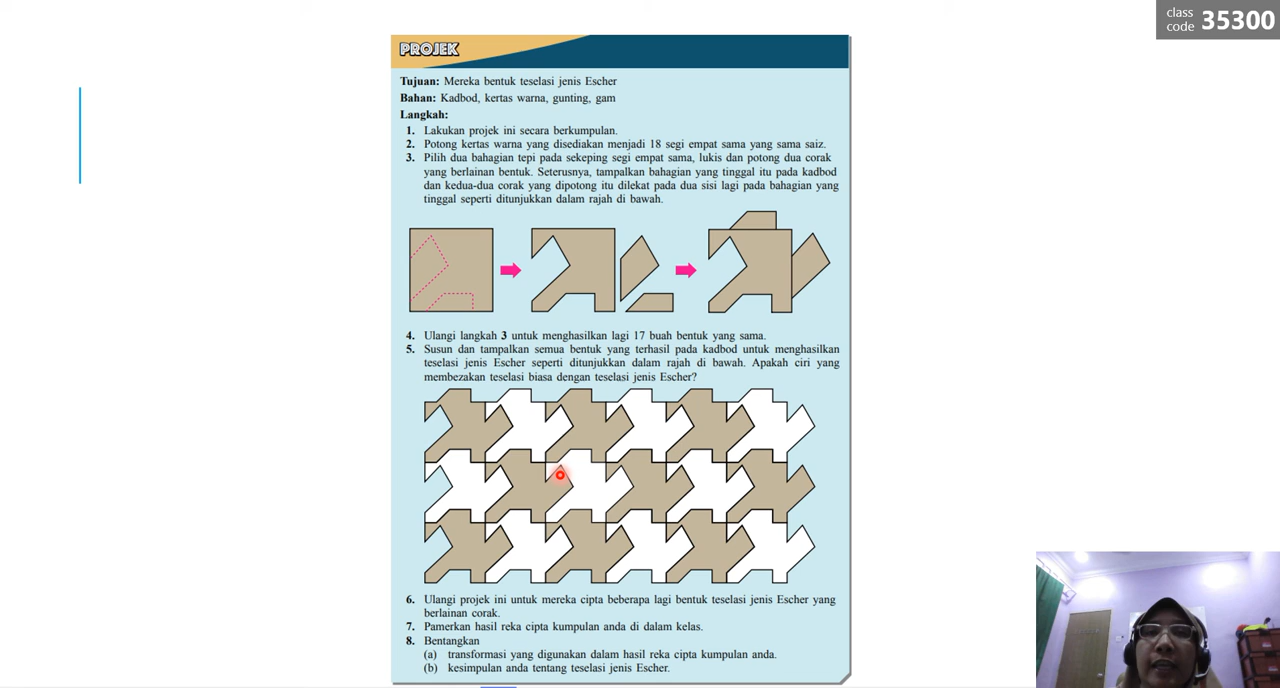 class
code 35300
PROJEK
Tujuan: Mereka bentuk teselasi jenis Escher
Bahan: Kadbod, kertas warna, gunting, gam
Langkah:
1. Lakukan projek ini secara berkumpulan.
2. Potong kertas warna yang disediakan menjadi 18 segi empat sama yang sama saiz.
3. Pilih dua bahagian tepi pada sekeping segi empat sama, lukis dan potong dua corak
yang berlainan bentuk. Seterusnya, tampalkan bahagian yang tinggal itu pada kadbod
dan kedua-dua corak yang dipotong itu dilekat pada dua sisi lagi pada bahagian yang
tinggal seperti ditunjukkan dalam rajah di bawah.
4. Ulangi langkah 3 untuk menghasilkan lagi 17 buah bentuk yang sama.
5. Susun dan tampalkan semua bentuk yang terhasil pada kadbod untuk menghasilkan
teselasi jenis Escher seperti ditunjukkan dalam rajah di bawah. Apakah ciri yang
membezakan teselasi biasa dengan teselasi jenis Escher?
6. Ulangi projek ini untuk mereka cipta beberapa lagi bentuk teselasi jenis Escher yang
berlainan corak.
7. Pamerkan hasil reka cipta kumpulan anda di dalam kelas.
8. Bentangkan
(a) transformasi yang digunakan dalam hasil reka cipta kumpulan anda.
(b) kesimpulan anda tentang teselasi jenis Escher.